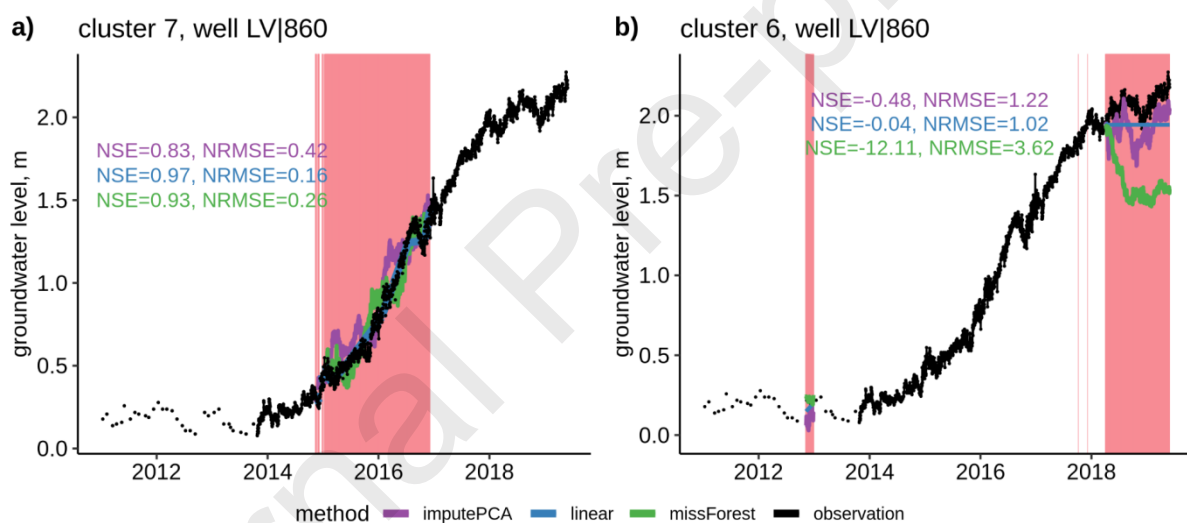 a) cluster 7, well LV|860
groundwater level, m
2.0
1.5
1.0
0.5
0.0
NSE=0.83, NRMSE=0.42
NSE=0.97, NRMSE=0.16
NSE=0.93, NRMSE=0.26
2012 2014 2016 2018
b) cluster 6, well LV|860
groundwater level, m
2.0
1.5
1.0
0.5
0.0
NSE=-0.48, NRMSE=1.22
NSE=-0.04, NRMSE=1.02
NSE=-12.11, NRMSE=3.62
2012 2014 2016 2018
method imputePCA linear missForest observation
nal Pre-p